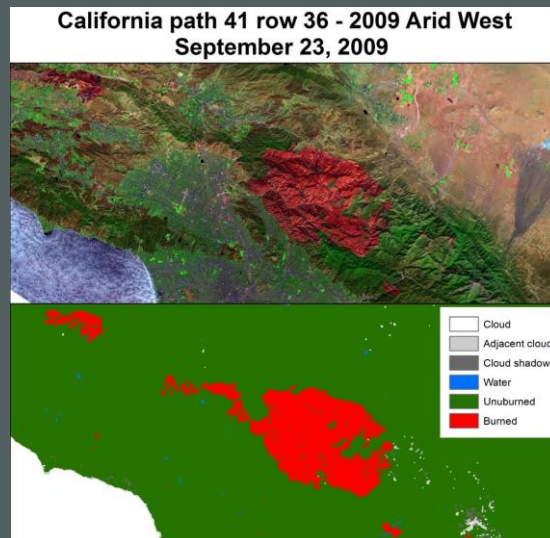 California path 41 row 36 - 2009 Arid West
September 23, 2009
Cloud
Adjacent cloud
Cloud shadow
Water
Unburned
Burned